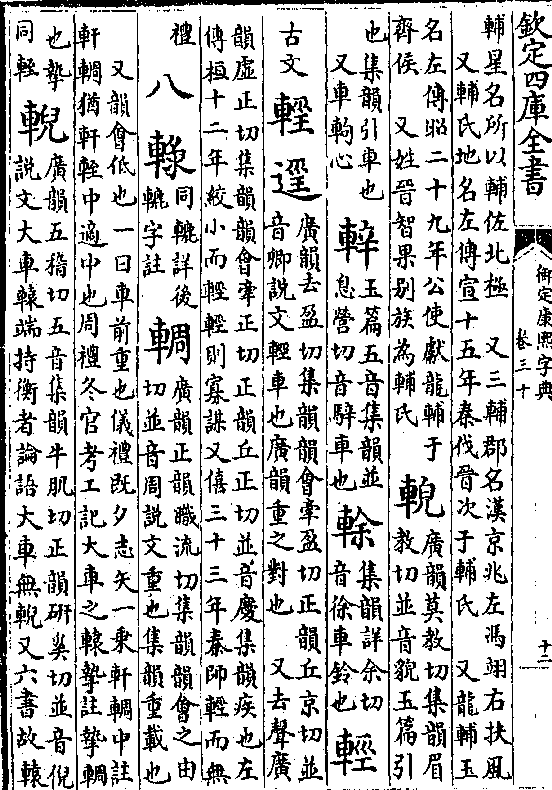 欽定四庫全書
御定康熙字典
卷三十
十二
輔星名所以輔佐北極　又三輔郡名漢京兆左馮翊右扶風
又輔氏地名左傳宣十五年秦伐晉次于輔氏　又龍輔玉
名左傳昭二十九年公使獻龍輔于
齊侯　又姓晉智果别族為輔氏
廣韻莫教切集韻眉
教切並音貌玉篇引
也集韻引車也
又車軥心
玉篇五音集韻並
息營切音騂車也
集韻詳余切
音徐車鈴也
輕
古文
廣韻去盈切集韻韻會牽盈切正韻丘京切並
音卿說文輕車也廣韻重之對也　又去聲廣
韻虚正切集韻韻會牽正切正韻丘正切並音慶集韻疾也左
傳桓十二年絞小而輕輕則寡謀又僖三十三年秦師輕而無
禮
八
同轆詳後
轆字註
輖
廣韻正韻職流切集韻韻會之由
切並音周說文重也集韻重載也
又韻會低也一曰車前重也儀禮既夕志矢一乗軒輖中註
軒輖猶軒輊中適中也周禮冬官考工記大車之轅摯註摯輖
也摯
同輊
輗
廣韻五稽切五音集韻牛肌切正韻硏奚切並音倪
說文大車轅端持衡者論語大車無輗又六書故轅